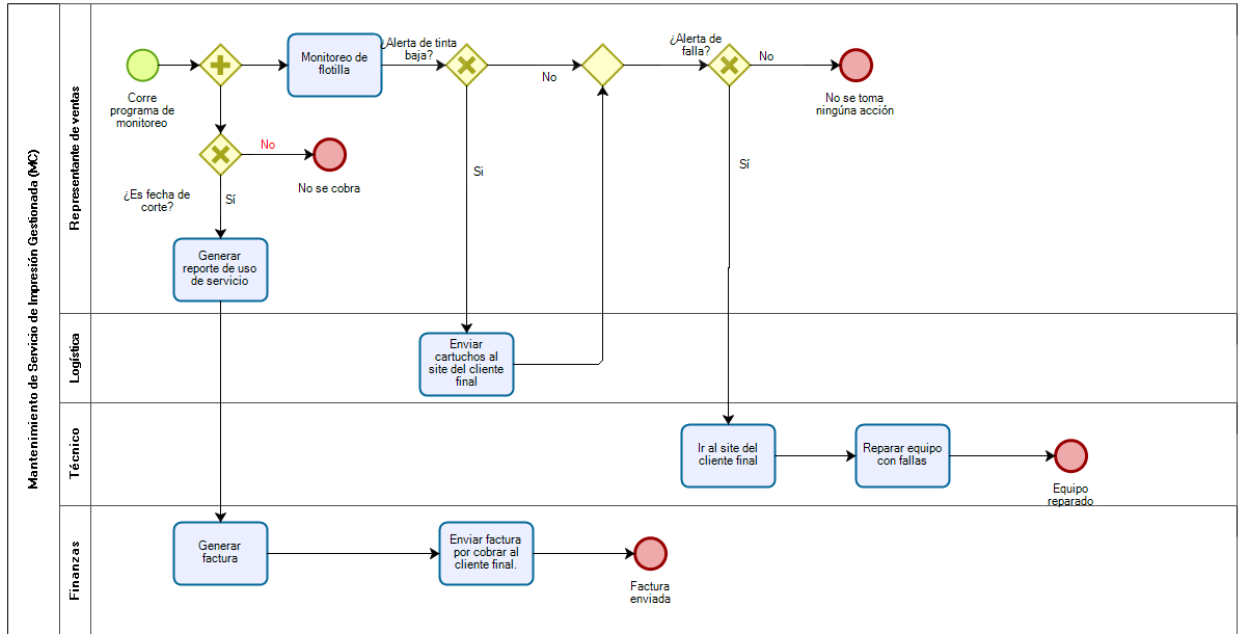 Mantenimiento de Servicio de Impresión Gestionada (MC)
Representante de ventas
Corre
programa de
monitoreo
Monitoreo de
flotilla
¿Alerta de tinta
baja?
No
¿Alerta de
falla?
No
No se toma
ningúna acción
No
No se cobra
¿Es fecha de
corte?
Sí
Si
Sí
Generar
reporte de uso
de servicio
Logística
Enviar
cartuchos al
site del cliente
final
Técnico
Ir al site del
cliente final
Reparar equipo
con fallas
Equipo
reparado
Finanzas
Generar
factura
Enviar factura
por cobrar al
cliente final.
Factura
enviada